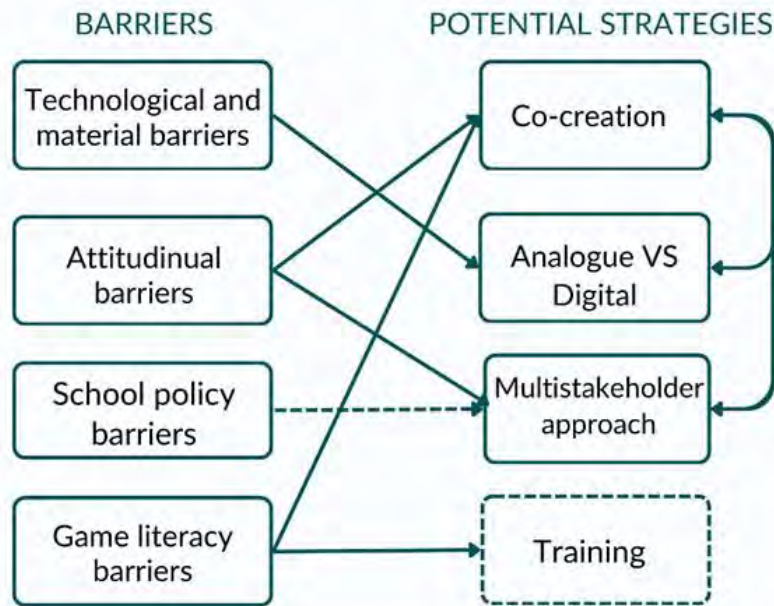 BARRIERS
POTENTIAL STRATEGIES
Technological and
material barriers
Co-creation
Attitudinual
barriers
Analogue VS
Digital
School policy
barriers
Multistakeholder
approach
Game literacy
barriers
Training